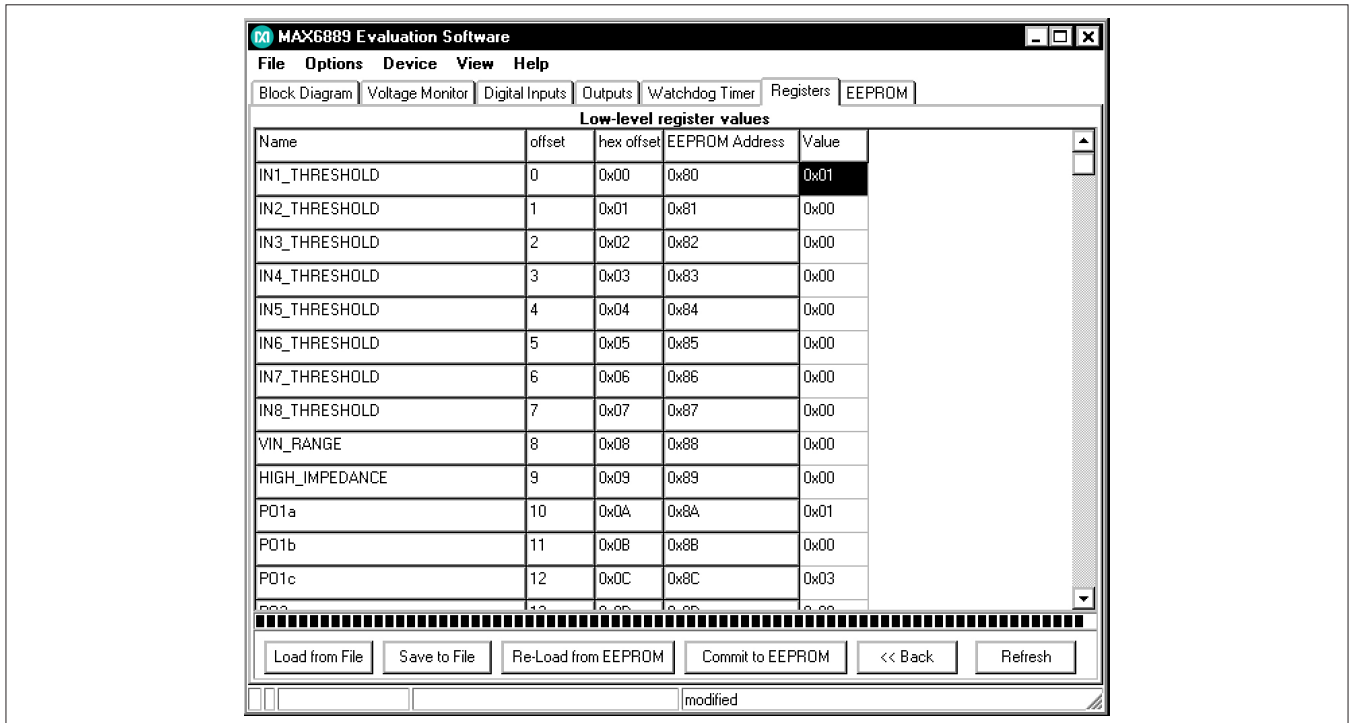 MAX6889 Evaluation Software
File Options Device View Help
Block Diagram Voltage Monitor Digital Inputs Outputs Watchdog Timer Registers EEPROM
Low-level register values
Name offset hex offset EEPROM Address Value
IN1_THRESHOLD 0 0x00 0x80 0x01
IN2_THRESHOLD 1 0x01 0x81 0x00
IN3_THRESHOLD 2 0x02 0x82 0x00
IN4_THRESHOLD 3 0x03 0x83 0x00
IN5_THRESHOLD 4 0x04 0x84 0x00
IN6_THRESHOLD 5 0x05 0x85 0x00
IN7_THRESHOLD 6 0x06 0x86 0x00
IN8_THRESHOLD 7 0x07 0x87 0x00
VIN_RANGE 8 0x08 0x88 0x00
HIGH_IMPEDANCE 9 0x09 0x89 0x00
PO1a 10 0x0A 0x8A 0x01
PO1b 11 0x0B 0x8B 0x00
PO1c 12 0x0C 0x8C 0x03
Load from File Save to File Re-Load from EEPROM Commit to EEPROM << Back Refresh
modified